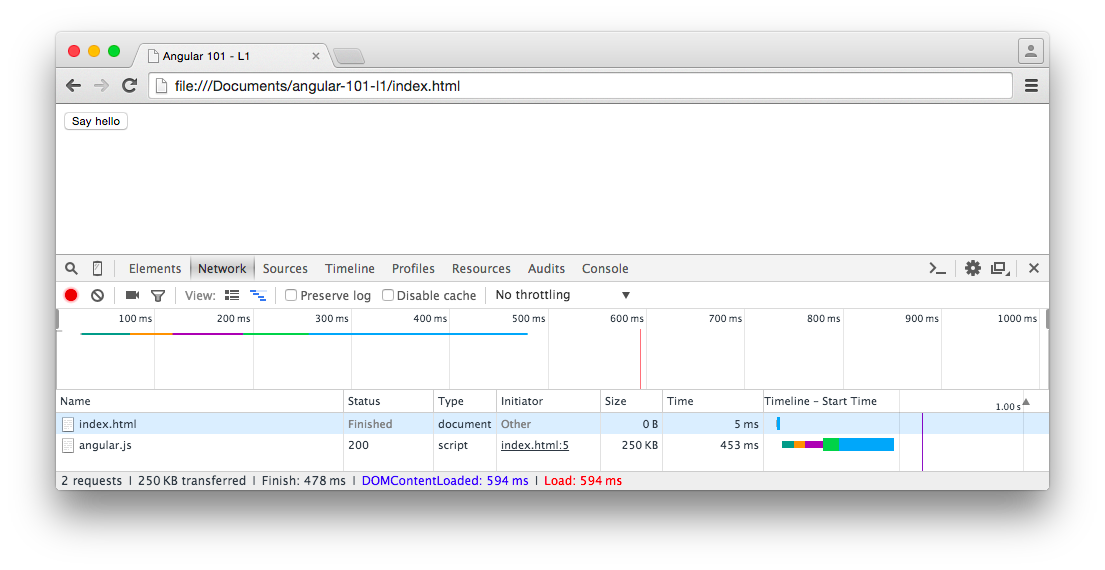 Angular 101 - L1
file:///Documents/angular-101-l1/index.html
Say hello
Elements Network Sources Timeline Profiles Resources Audits Console
View: Preserve log Disable cache No throttling
100 ms 200 ms 300 ms 400 ms 500 ms 600 ms 700 ms 800 ms 900 ms 1000 ms
Name Status Type Initiator Size Time Timeline – Start Time 1.00 s
index.html Finished document Other 0 B 5 ms
angular.js 200 script index.html:5 250 KB 453 ms
2 requests | 250 KB transferred | Finish: 478 ms | DOMContentLoaded: 594 ms | Load: 594 ms